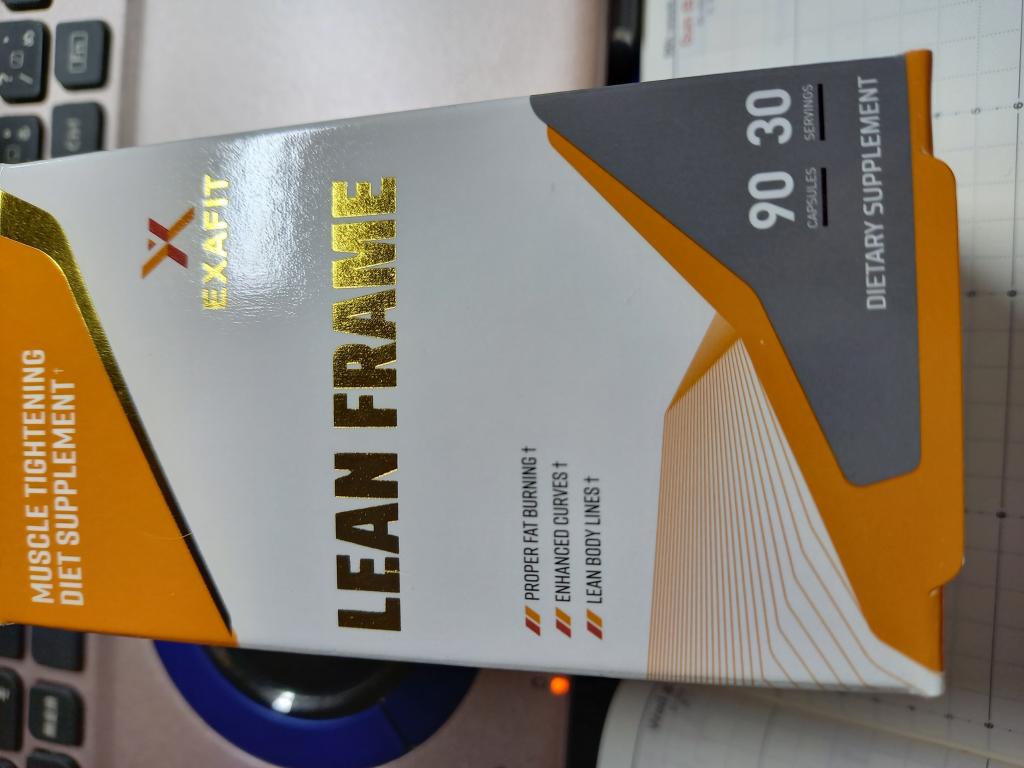 MUSCLE TIGHTENING
DIET SUPPLEMENT†
EXAFIT
LEAN FRAME
PROPER FAT BURNING†
ENHANCED CURVES†
LEAN BODY LINES†
90 30
CAPSULES SERVINGS
DIETARY SUPPLEMENT